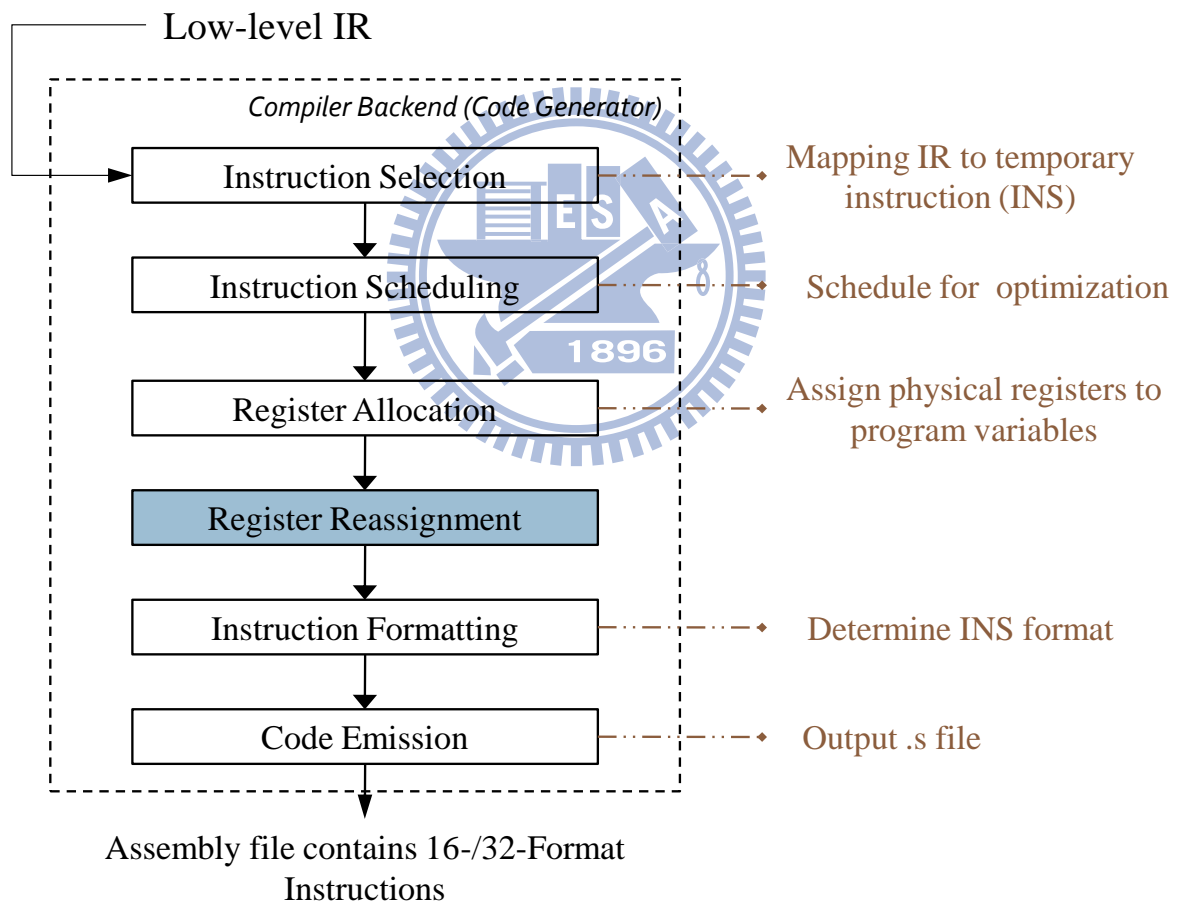 Low-level IR
Compiler Backend (Code Generator)
Instruction Selection
Mapping IR to temporary
instruction (INS)
E S A
Instruction Scheduling
Schedule for optimization
8
1896
Register Allocation
Assign physical registers to
program variables
Register Reassignment
Instruction Formatting
Determine INS format
Code Emission
Output .s file
Assembly file contains 16-/32-Format
Instructions